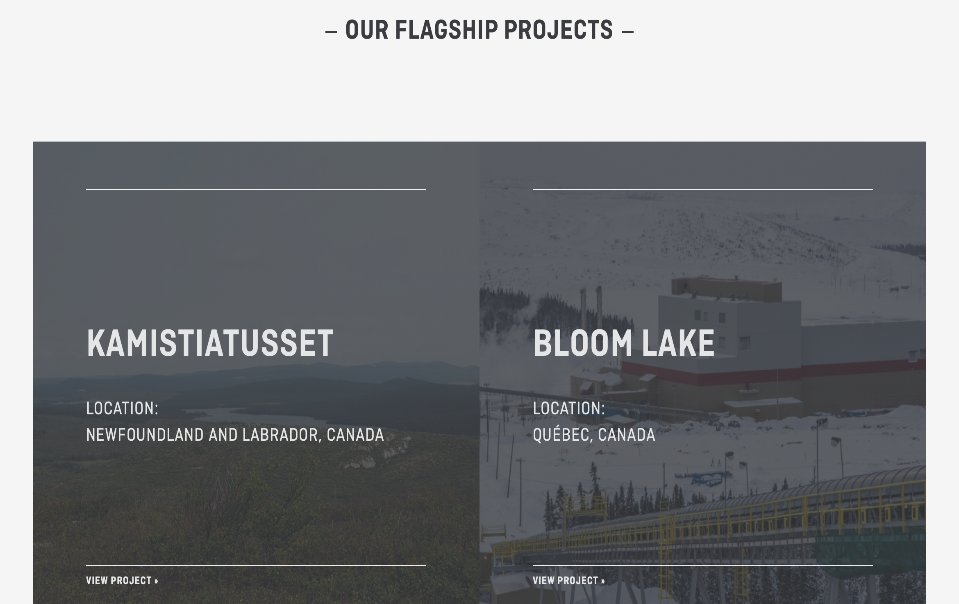 – OUR FLAGSHIP PROJECTS –
KAMISTIATUSSET
LOCATION:
NEWFOUNDLAND AND LABRADOR, CANADA
VIEW PROJECT »
BLOOM LAKE
LOCATION:
QUÉBEC, CANADA
VIEW PROJECT »